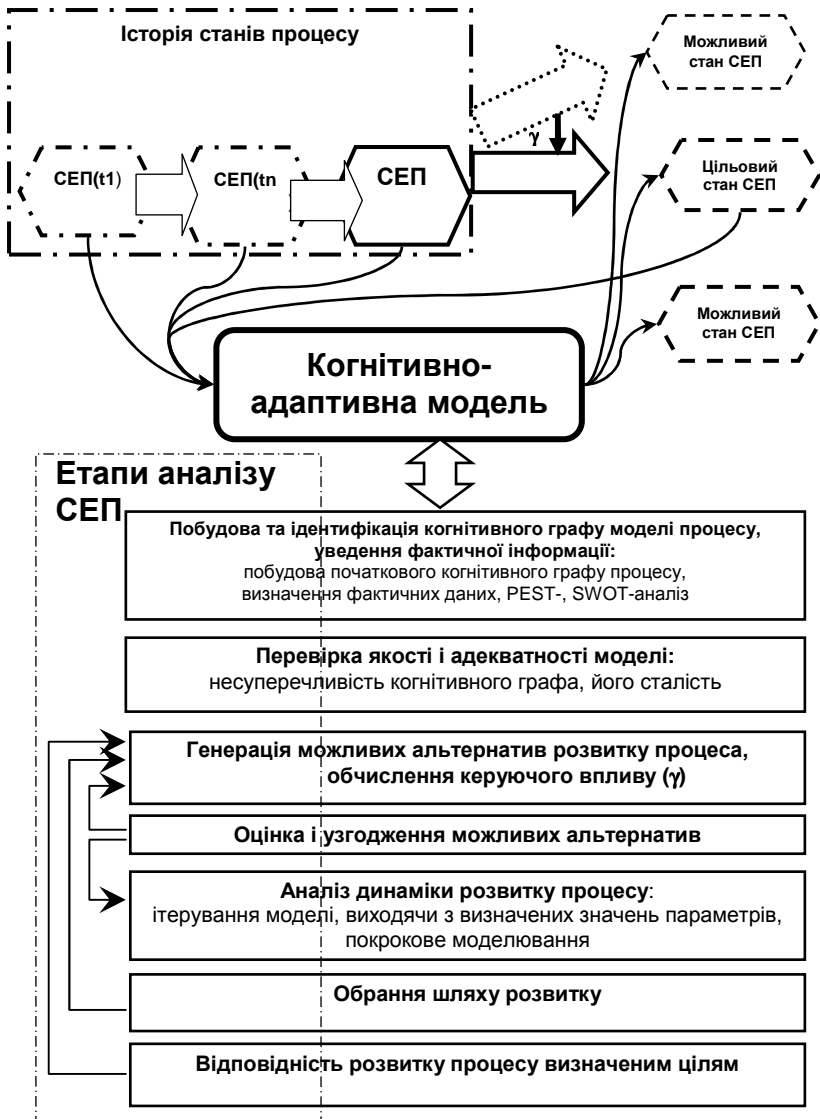 Історія станів процесу
Можливий
стан СЕП
γ
СЕП(t1)
СЕП(tn
СЕП
Цільовий
стан СЕП
Можливий
стан СЕП
Когнітивно-
адаптивна модель
Етапи аналізу
СЕП
Побудова та ідентифікація когнітивного графу моделі процесу,
уведення фактичної інформації:
побудова початкового когнітивного графу процесу,
визначення фактичних даних, PEST-, SWOT-аналіз
Перевірка якості і адекватності моделі:
несуперечливість когнітивного графа, його сталість
Генерація можливих альтернатив розвитку процеса,
обчислення керуючого впливу (γ)
Оцінка і узгодження можливих альтернатив
Аналіз динаміки розвитку процесу:
ітерування моделі, виходячи з визначених значень параметрів,
покрокове моделювання
Обрання шляху розвитку
Відповідність розвитку процесу визначеним цілям